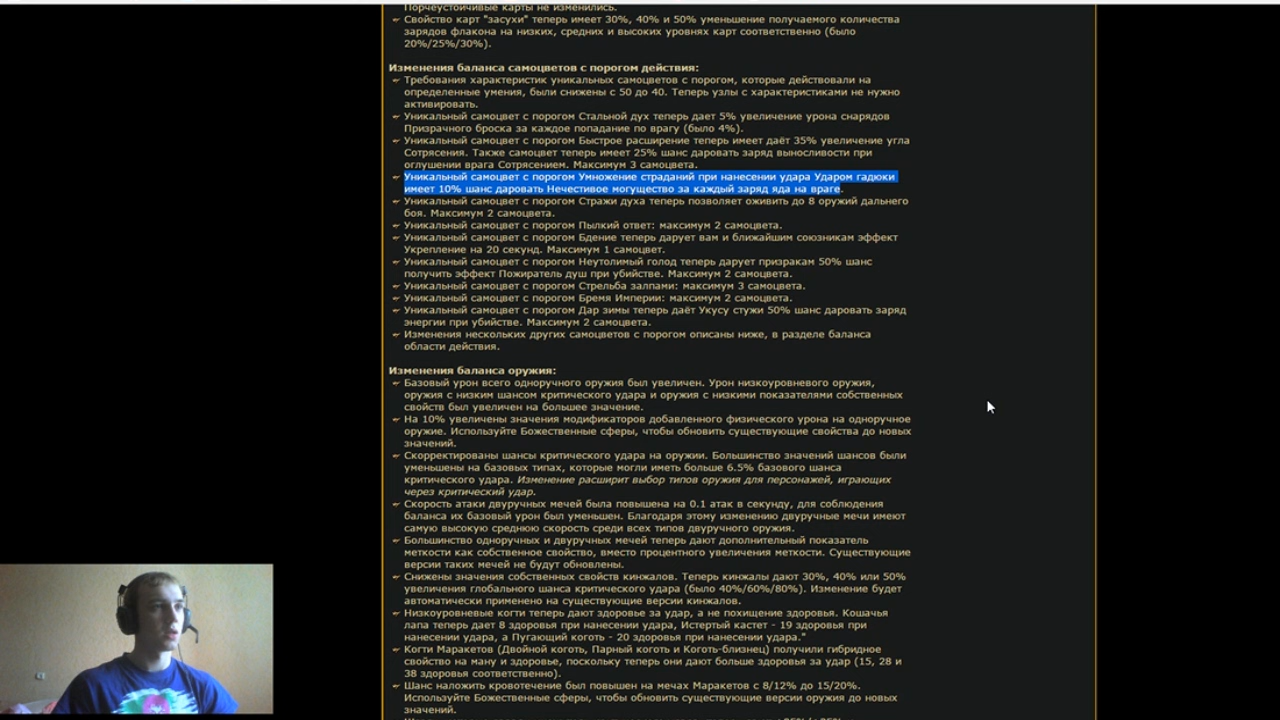 Порчеустойчивые карты не изменились.
Свойство карт "засухи" теперь имеет 30%, 40% и 50% уменьшение получаемого количества
зарядов флакона на низких, средних и высоких уровнях карт соответственно (было
20%/25%/30%).
Изменения баланса самоцветов с порогом действия:
Требования характеристик уникальных самоцветов с порогом, которые действовали на
определенные умения, были снижены с 50 до 40. Теперь узлы с характеристиками не нужно
активировать.
Уникальный самоцвет с порогом Стальной дух теперь дает 5% увеличение урона снарядов
Призрачного броска за каждое попадание по врагу (было 4%).
Уникальный самоцвет с порогом Быстрое расширение теперь имеет даёт 35% увеличение угла
Сотрясения. Также самоцвет теперь имеет 25% шанс даровать заряд выносливости при
оглушении врага Сотрясением. Максимум 3 самоцвета.
Уникальный самоцвет с порогом Умножение страданий при нанесении удара Ударом гадюки
имеет 10% шанс даровать Нечестивое могущество за каждый заряд яда на враге.
Уникальный самоцвет с порогом Стражи духа теперь позволяет оживить до 8 оружий дальнего
боя. Максимум 2 самоцвета.
Уникальный самоцвет с порогом Пылкий ответ: максимум 2 самоцвета.
Уникальный самоцвет с порогом Бдение теперь дарует вам и ближайшим союзникам эффект
Укрепление на 20 секунд. Максимум 1 самоцвет.
Уникальный самоцвет с порогом Неутолимый голод теперь дарует призракам 50% шанс
получить эффект Пожиратель душ при убийстве. Максимум 2 самоцвета.
Уникальный самоцвет с порогом Стрельба залпами: максимум 3 самоцвета.
Уникальный самоцвет с порогом Бремя Империи: максимум 2 самоцвета.
Уникальный самоцвет с порогом Дар зимы теперь даёт Укусу стужи 50% шанс даровать заряд
энергии при убийстве. Максимум 2 самоцвета.
Изменения нескольких других самоцветов с порогом описаны ниже, в разделе баланса
области действия.
Изменения баланса оружия:
Базовый урон всего одноручного оружия был увеличен. Урон низкоуровневого оружия,
оружия с низким шансом критического удара и оружия с низкими показателями собственных
свойств был увеличен на большее значение.
На 10% увеличены значения модификаторов добавленного физического урона на одноручное
оружие. Используйте Божественные сферы, чтобы обновить существующие свойства до новых
значений.
Скорректированы шансы критического удара на оружии. Большинство значений шансов были
уменьшены на базовых типах, которые могли иметь больше 6.5% базового шанса
критического удара. Изменение расширит выбор типов оружия для персонажей, играющих
через критический удар.
Скорость атаки двуручных мечей была повышена на 0.1 атак в секунду, для соблюдения
баланса их базовый урон был уменьшен. Благодаря этому изменению двуручные мечи имеют
самую высокую среднюю скорость среди всех типов двуручного оружия.
Большинство одноручных и двуручных мечей теперь дают дополнительный показатель
меткости как собственное свойство, вместо процентного увеличения меткости. Существующие
версии таких мечей не будут обновлены.
Снижены значения собственных свойств кинжалов. Теперь кинжалы дают 30%, 40% или 50%
увеличения глобального шанса критического удара (было 40%/60%/80%). Изменение будет
автоматически применено на существующие версии кинжалов.
Низкоуровневые когти теперь дают здоровье за удар, а не похищение здоровья. Кошачья
лапа теперь дает 8 здоровья при нанесении удара, Истертый кастет - 19 здоровья при
нанесении удара, а Пугающий коготь - 20 здоровья при нанесении удара."
Когти Маракетов (Двойной коготь, Парный коготь и Коготь-близнец) получили гибридное
свойство на ману и здоровье, поскольку теперь они дают больше здоровья за удар (15, 28 и
38 здоровья соответственно).
Шанс наложить кровотечение был повышен на мечах Маракетов с 8/12% до 15/20%.
Используйте Божественные сферы, чтобы обновить существующие версии оружия до новых
значений.